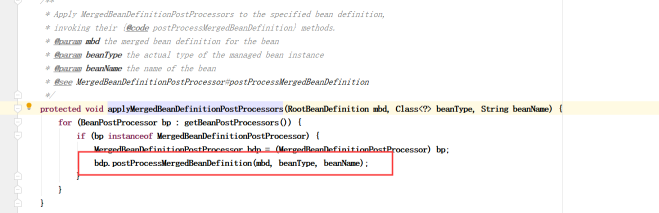 /**
* Apply MergedBeanDefinitionPostProcessors to the specified bean definition,
* invoking their {@code postProcessMergedBeanDefinition} methods.
* @param mbd the merged bean definition for the bean
* @param beanType the actual type of the managed bean instance
* @param beanName the name of the bean
* @see MergedBeanDefinitionPostProcessor#postProcessMergedBeanDefinition
*/
protected void applyMergedBeanDefinitionPostProcessors(RootBeanDefinition mbd, Class<?> beanType, String beanName) {
for (BeanPostProcessor bp : getBeanPostProcessors()) {
if (bp instanceof MergedBeanDefinitionPostProcessor) {
MergedBeanDefinitionPostProcessor bdp = (MergedBeanDefinitionPostProcessor) bp;
bdp.postProcessMergedBeanDefinition(mbd, beanType, beanName);
}
}
}